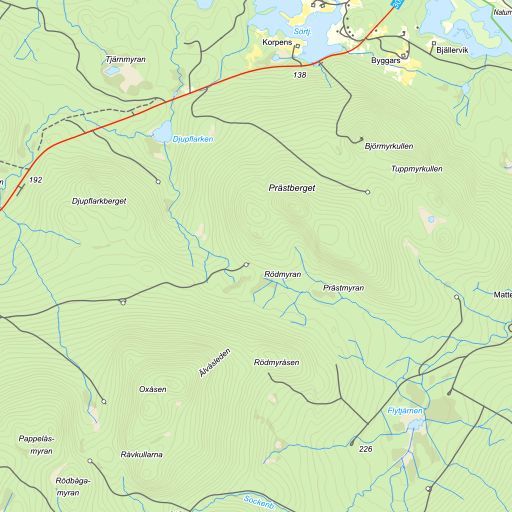 Sörtj
Korpens
Bjällervik
Byggars
Tjärnmyran
138
Djupflarken
Björmyrkullen
Tuppmyrkullen
192
Prästberget
Djupflarkberget
Rödmyran
Prästmyran
Matte
Älvåsleden
Rödmyråsen
Oxåsen
Flytjärnen
Pappelås-
myran
Rävkullarna
226
Rödbåga-
myran
Söckenb